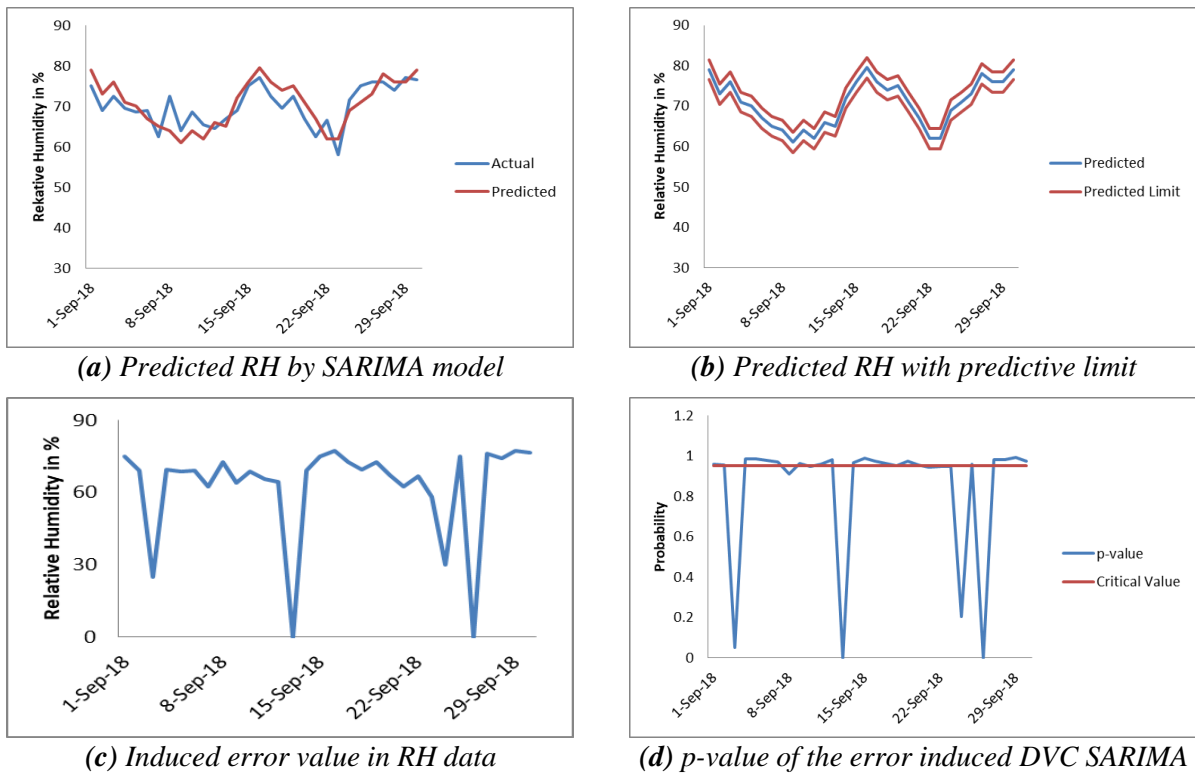 90
80
70
60
50
40
30
Rekative Humidity in %
1-Sep-18
8-Sep-18
15-Sep-18
22-Sep-18
29-Sep-18
Actual
Predicted
(a) Predicted RH by SARIMA model
90
80
70
60
50
40
30
Relative Humidity in %
1-Sep-18
8-Sep-18
15-Sep-18
22-Sep-18
29-Sep-18
Predicted
Predicted Limit
(b) Predicted RH with predictive limit
90
60
30
0
Relative Humidity in %
1-Sep-18
8-Sep-18
15-Sep-18
22-Sep-18
29-Sep-18
(c) Induced error value in RH data
1.2
1
0.8
0.6
0.4
0.2
0
Probability
1-Sep-18
8-Sep-18
15-Sep-18
22-Sep-18
29-Sep-18
p-value
Critical Value
(d) p-value of the error induced DVC SARIMA